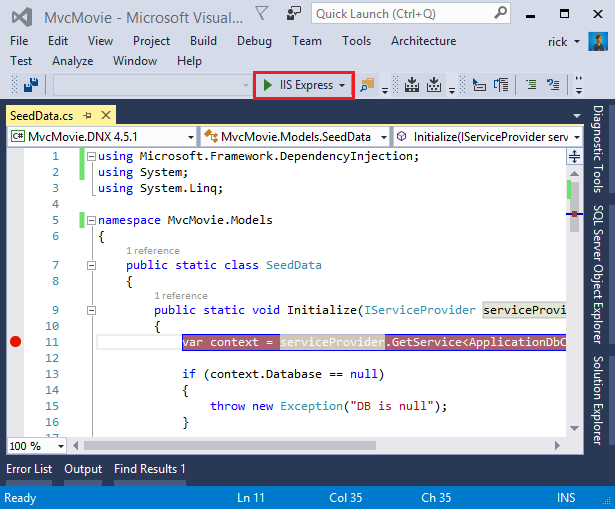 MvcMovie - Microsoft Visual...
Quick Launch (Ctrl+Q)
File Edit View Project Build Debug Team Tools Architecture
rick
Test Analyze Window Help
IIS Express
SeedData.cs
C# MvcMovie.DNX 4.5.1
MvcMovie.Models.SeedData
Initialize(IServiceProvider serv
1 using Microsoft.Framework.DependencyInjection;
2 using System;
3 using System.Linq;
4
5 namespace MvcMovie.Models
6 {
1 reference
7 public static class SeedData
8 {
1 reference
9 public static void Initialize(IServiceProvider serviceProvi
10 {
11 var context = serviceProvider.GetService<ApplicationDbC
12
13 if (context.Database == null)
14 {
15 throw new Exception("DB is null");
16 }
17
100 %
Diagnostic Tools
SQL Server Object Explorer
Solution Explorer
Error List Output Find Results 1
Ready Ln 11 Col 35 Ch 35 INS